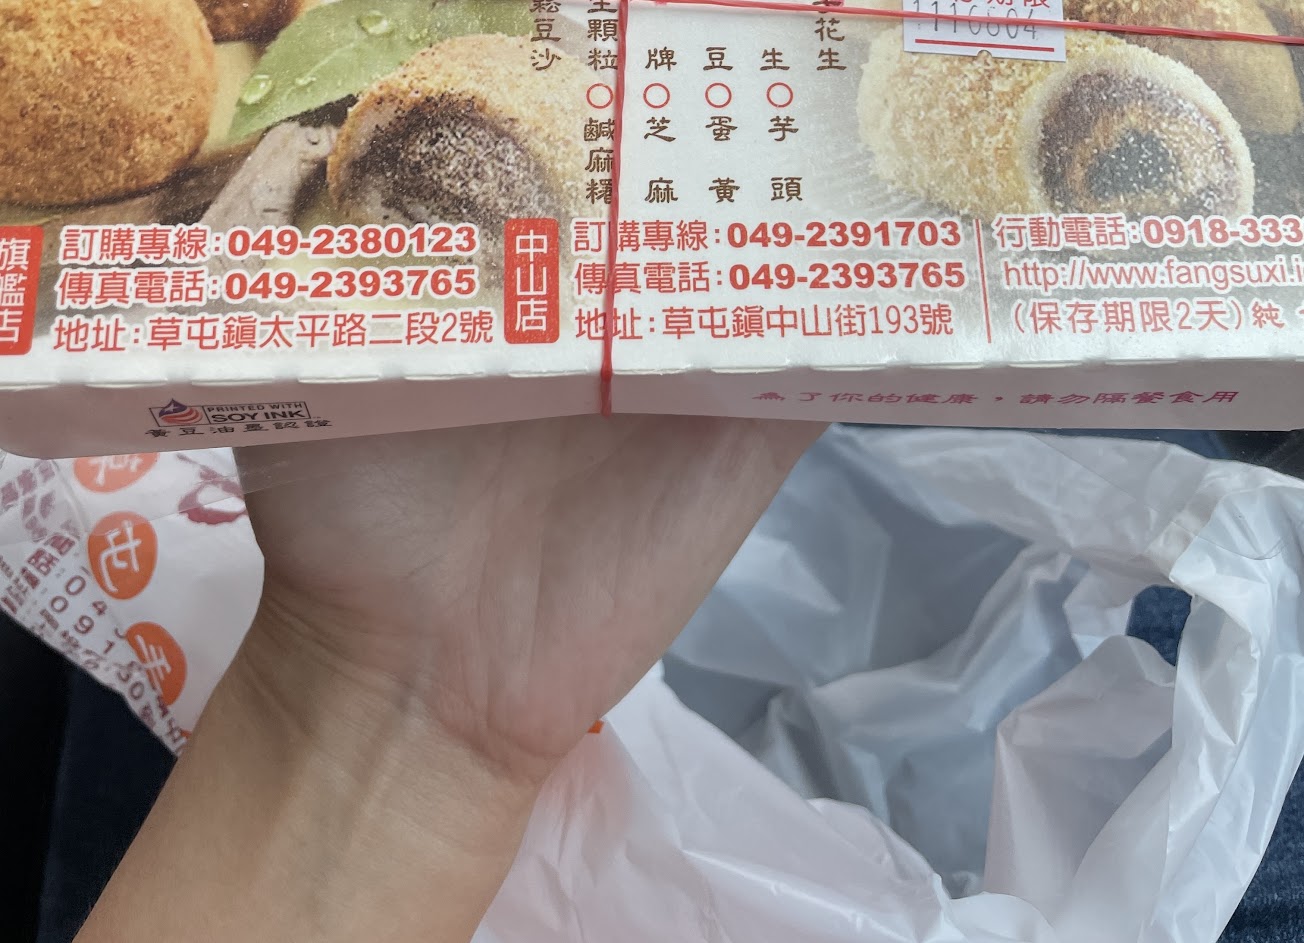 1110604
鬆豆沙
生顆粒○鹹麻糬
牌○芝麻
豆○蛋黃
生○芋頭
花生
旗艦店
訂購專線:049-2380123
傳真電話:049-2393765
地址:草屯鎮太平路二段2號
中山店
訂購專線:049-2391703
傳真電話:049-2393765
地址:草屯鎮中山街193號
行動電話:0918-333
http://www.fangsuxi.i
(保存期限2天)純
PRINTED WITH
SOY INK
黃豆油墨認證
為了你的健康,請勿隔餐食用
屯
手